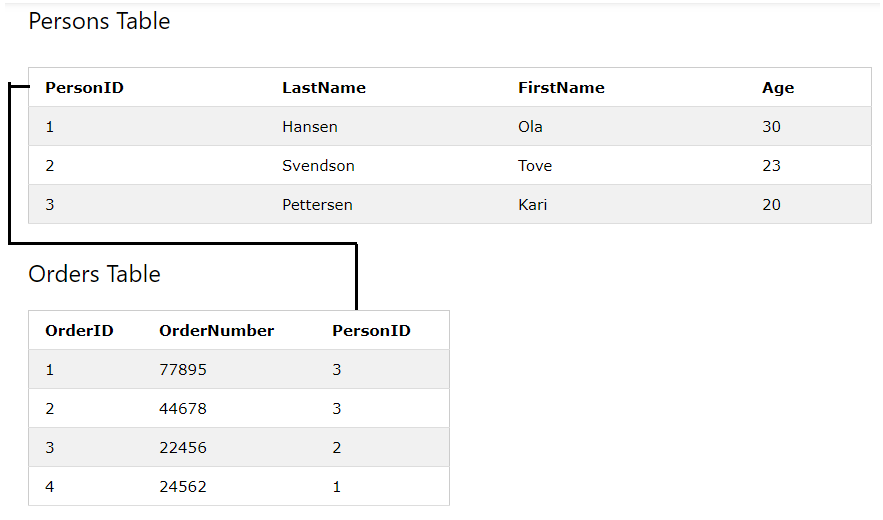 Persons Table
PersonID LastName FirstName Age
1 Hansen Ola 30
2 Svendson Tove 23
3 Pettersen Kari 20
Orders Table
OrderID OrderNumber PersonID
1 77895 3
2 44678 3
3 22456 2
4 24562 1